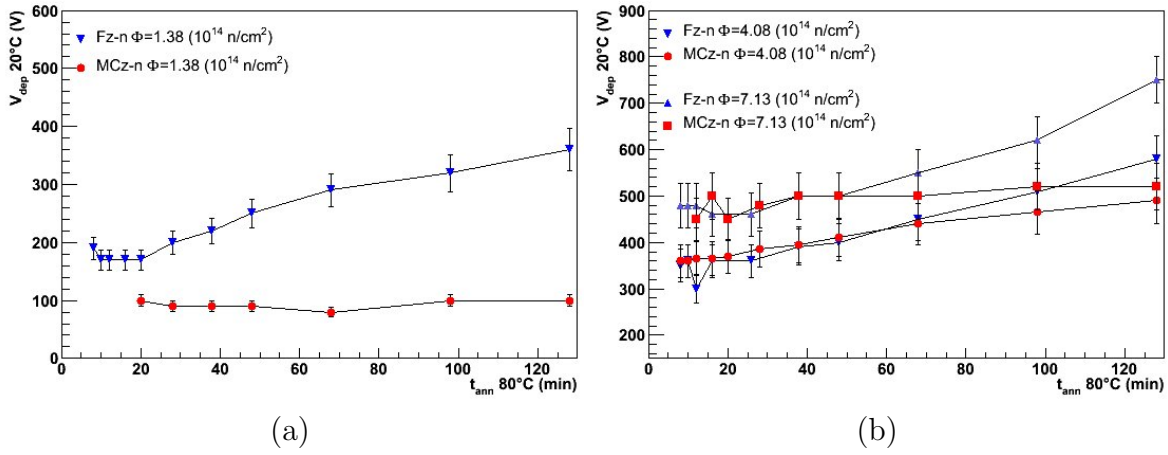 V_dep 20°C (V)
600
500
400
300
200
100
0
Fz-n Φ=1.38 (10^14 n/cm^2)
MCz-n Φ=1.38 (10^14 n/cm^2)
0 20 40 60 80 100 120
t_ann 80°C (min)
(a)
V_dep 20°C (V)
900
800
700
600
500
400
300
200
Fz-n Φ=4.08 (10^14 n/cm^2)
MCz-n Φ=4.08 (10^14 n/cm^2)
Fz-n Φ=7.13 (10^14 n/cm^2)
MCz-n Φ=7.13 (10^14 n/cm^2)
0 20 40 60 80 100 120
t_ann 80°C (min)
(b)